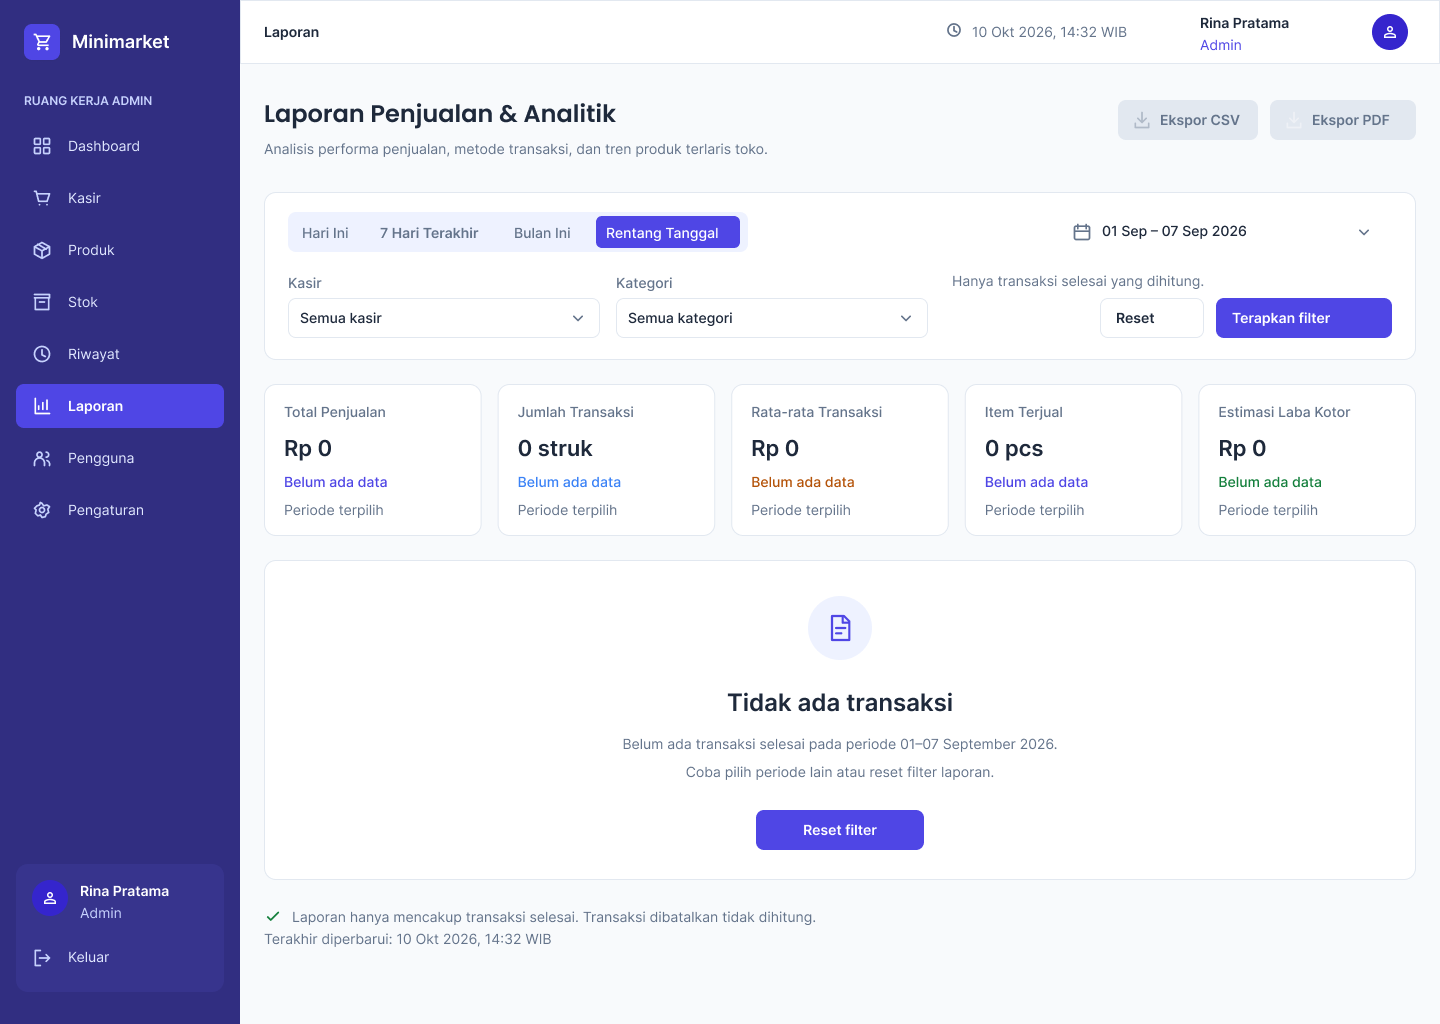 Minimarket
RUANG KERJA ADMIN
Dashboard
Kasir
Produk
Stok
Riwayat
Laporan
Pengguna
Pengaturan
Rina Pratama
Admin
Keluar
Laporan
10 Okt 2026, 14:32 WIB
Rina Pratama
Admin
Laporan Penjualan & Analitik
Analisis performa penjualan, metode transaksi, dan tren produk terlaris toko.
Ekspor CSV
Ekspor PDF
Hari Ini
7 Hari Terakhir
Bulan Ini
Rentang Tanggal
01 Sep – 07 Sep 2026
Kasir
Semua kasir
Kategori
Semua kategori
Hanya transaksi selesai yang dihitung.
Reset
Terapkan filter
Total Penjualan
Rp 0
Belum ada data
Periode terpilih
Jumlah Transaksi
0 struk
Belum ada data
Periode terpilih
Rata-rata Transaksi
Rp 0
Belum ada data
Periode terpilih
Item Terjual
0 pcs
Belum ada data
Periode terpilih
Estimasi Laba Kotor
Rp 0
Belum ada data
Periode terpilih
Tidak ada transaksi
Belum ada transaksi selesai pada periode 01–07 September 2026.
Coba pilih periode lain atau reset filter laporan.
Reset filter
Laporan hanya mencakup transaksi selesai. Transaksi dibatalkan tidak dihitung.
Terakhir diperbarui: 10 Okt 2026, 14:32 WIB